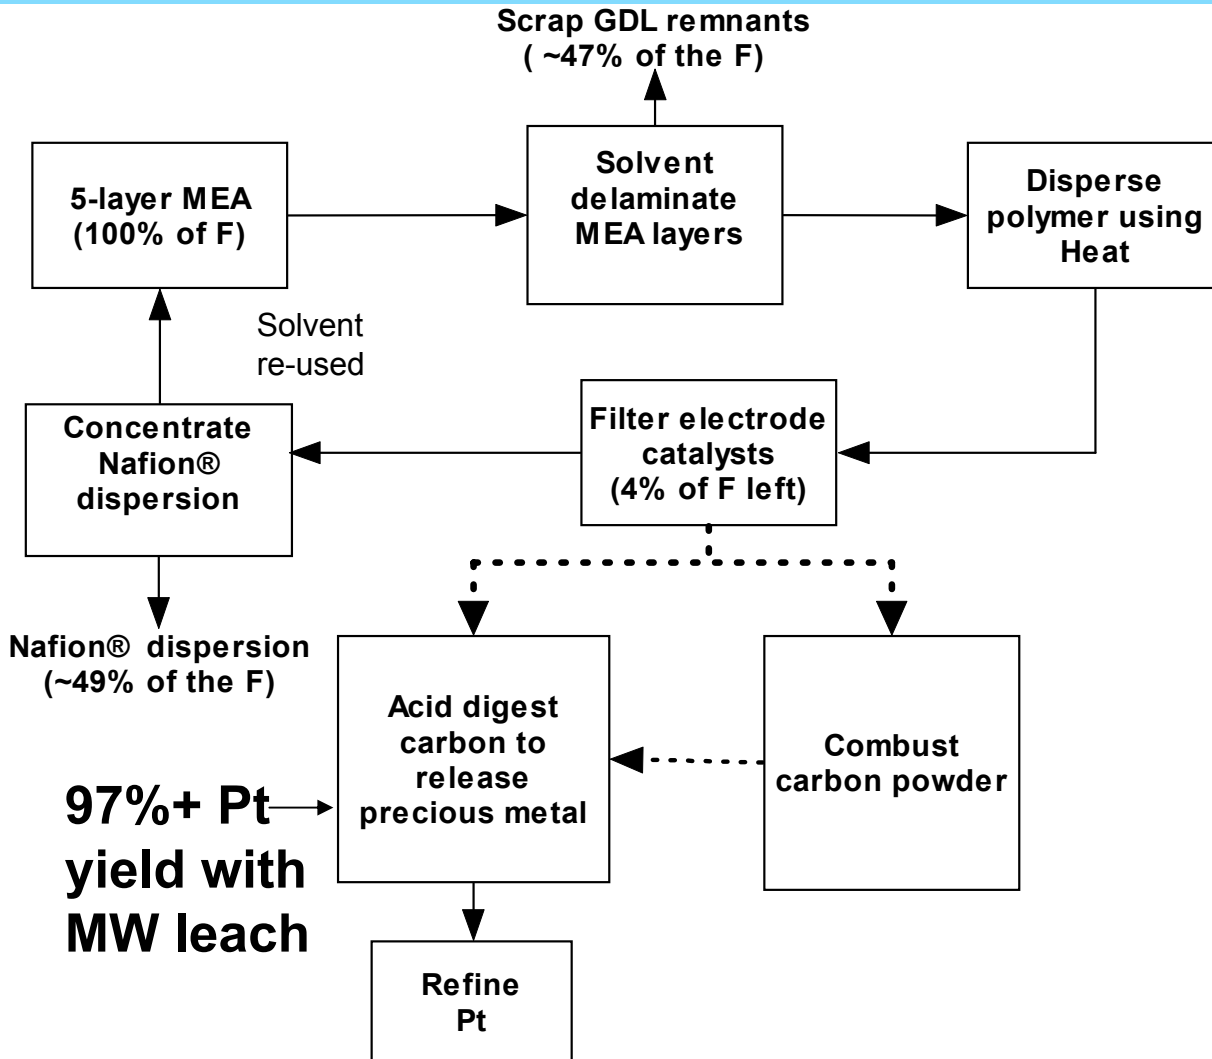 Scrap GDL remnants
( ~47% of the F)
5-layer MEA
(100% of F)
Solvent
delaminate
MEA layers
Disperse
polymer using
Heat
Solvent
re-used
Concentrate
Nafion®
dispersion
Filter electrode
catalysts
(4% of F left)
Nafion® dispersion
(~49% of the F)
Acid digest
carbon to
release
precious metal
Combust
carbon powder
97%+ Pt
yield with
MW leach
Refine
Pt